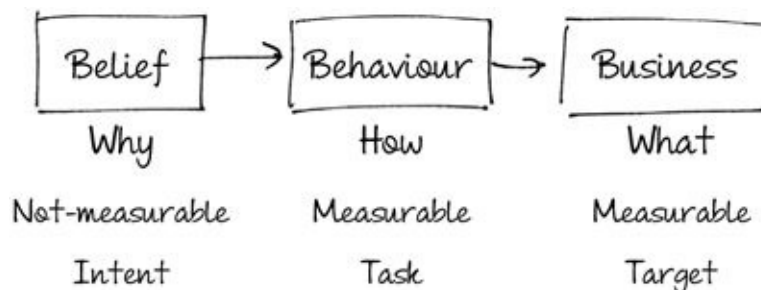 Belief Behaviour Business
Why How What
Not-measurable Measurable Measurable
Intent Task Target